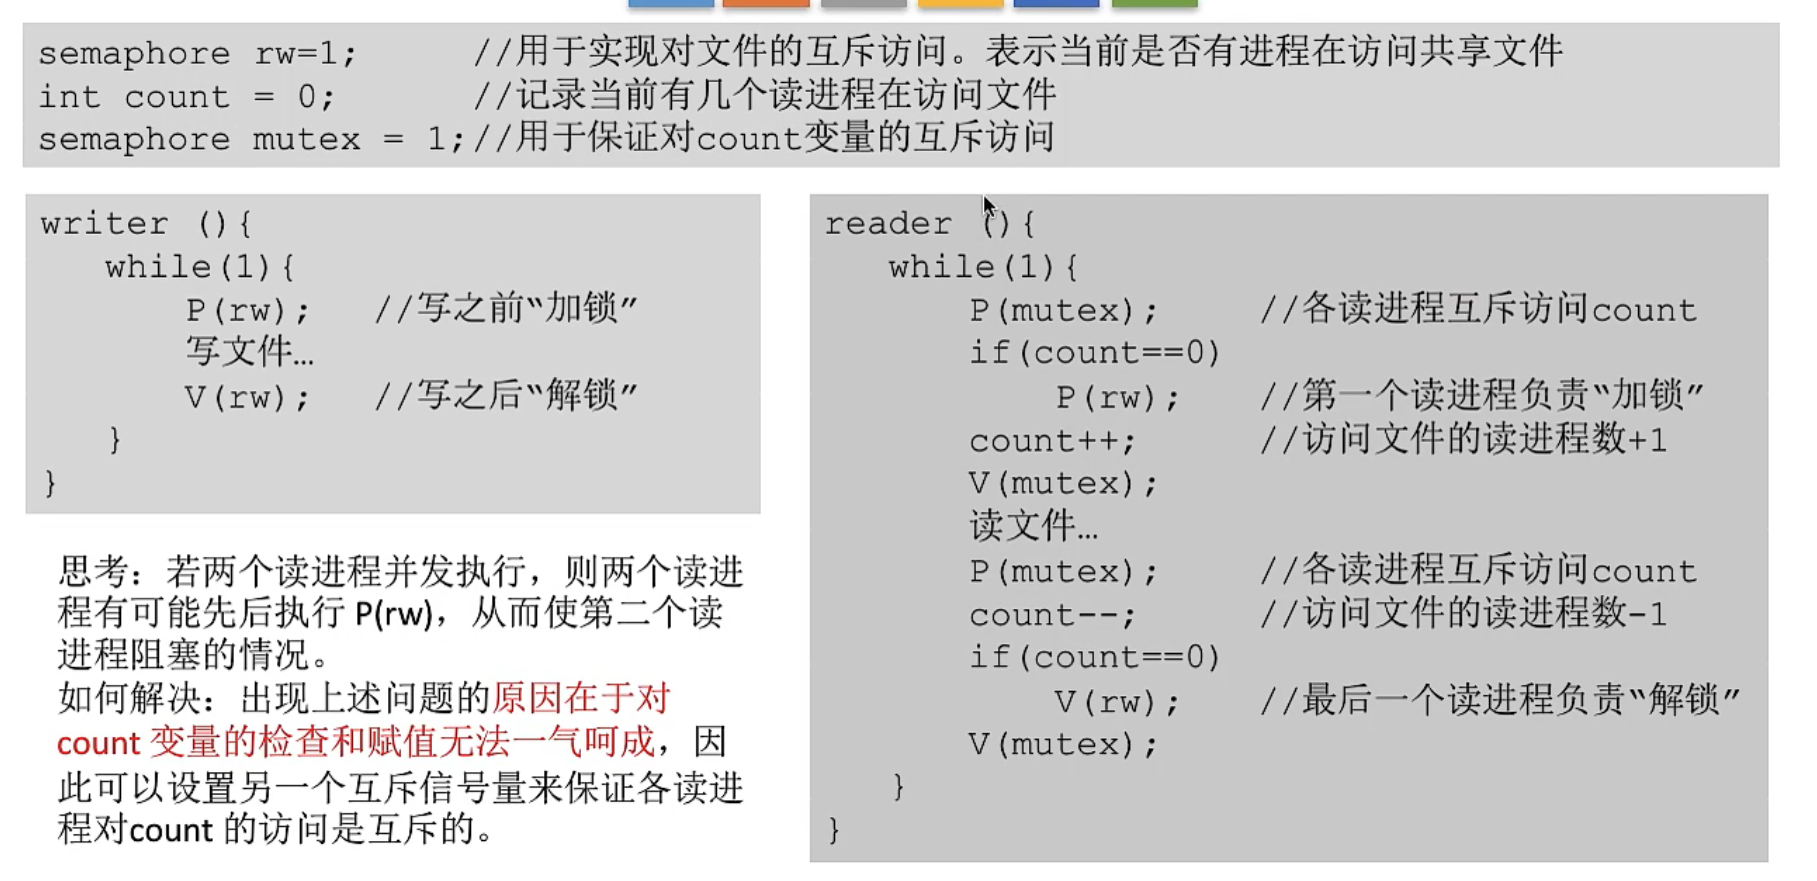 semaphore rw=1; //用于实现对文件的互斥访问。表示当前是否有进程在访问共享文件
int count = 0; //记录当前有几个读进程在访问文件
semaphore mutex = 1;//用于保证对count变量的互斥访问
writer (){
while(1){
P(rw); //写之前“加锁”
写文件…
V(rw); //写之后“解锁”
}
}
思考：若两个读进程并发执行，则两个读进
程有可能先后执行 P(rw)，从而使第二个读
进程阻塞的情况。
如何解决：出现上述问题的原因在于对
count 变量的检查和赋值无法一气呵成，因
此可以设置另一个互斥信号量来保证各读进
程对count 的访问是互斥的。
reader (){
while(1){
P(mutex); //各读进程互斥访问count
if(count==0)
P(rw); //第一个读进程负责“加锁”
count++; //访问文件的读进程数+1
V(mutex);
读文件…
P(mutex); //各读进程互斥访问count
count--; //访问文件的读进程数-1
if(count==0)
V(rw); //最后一个读进程负责“解锁”
V(mutex);
}
}